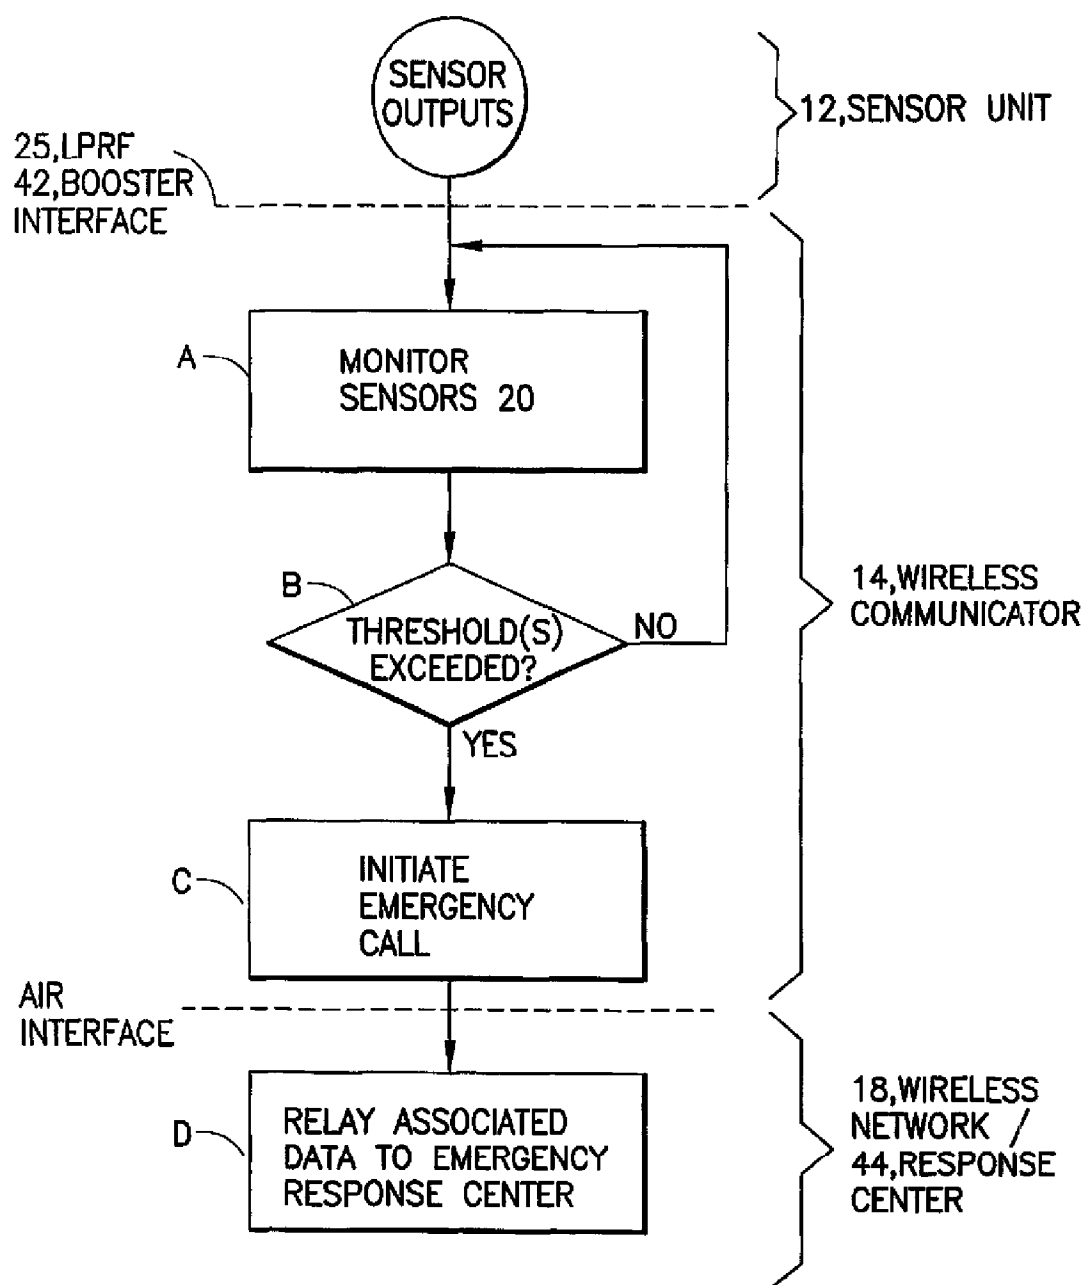 SENSOR
OUTPUTS
12,SENSOR UNIT
25,LPRF
42,BOOSTER
INTERFACE
A
MONITOR
SENSORS 20
B
THRESHOLD(S)
EXCEEDED?
NO
YES
14,WIRELESS
COMMUNICATOR
C
INITIATE
EMERGENCY
CALL
AIR
INTERFACE
D
RELAY ASSOCIATED
DATA TO EMERGENCY
RESPONSE CENTER
18,WIRELESS
NETWORK /
44,RESPONSE
CENTER